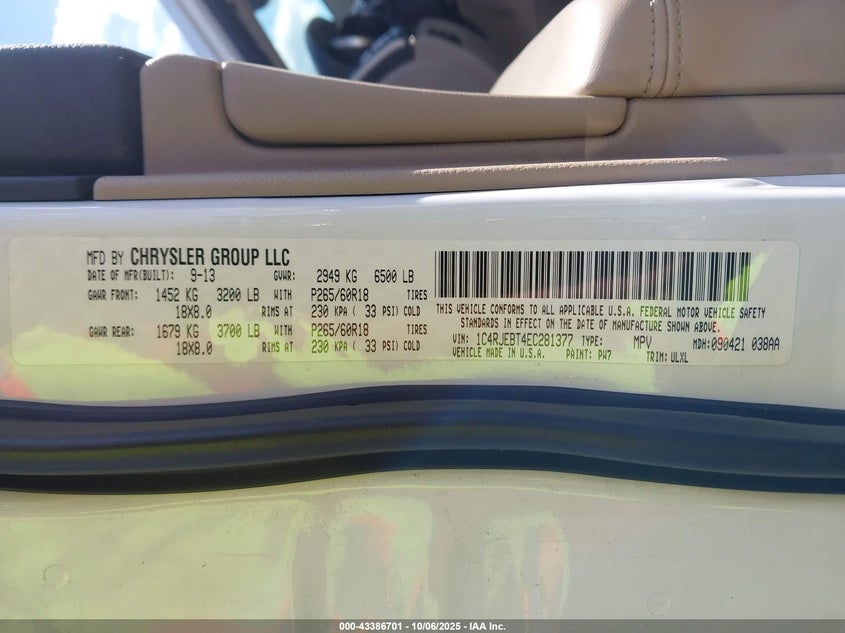 MFD BY CHRYSLER GROUP LLC
DATE OF MFR(BUILT): 9-13 GVWR: 2949 KG 6500 LB
GAWR FRONT: 1452 KG 3200 LB WITH P265/60R18 TIRES
18X8.0 RIMS AT 230 KPA ( 33 PSI) COLD
GAWR REAR: 1679 KG 3700 LB WITH P265/60R18 TIRES
18X8.0 RIMS AT 230 KPA ( 33 PSI) COLD
THIS VEHICLE CONFORMS TO ALL APPLICABLE U.S.A. FEDERAL MOTOR VEHICLE SAFETY
STANDARDS IN EFFECT ON THE DATE OF MANUFACTURE SHOWN ABOVE.
VIN: 1C4RJEBT4EC281377 TYPE: MPV MDH: 090421 038AA
VEHICLE MADE IN U.S.A. PAINT: PW7 TRIM: ULXL
000-43386701 - 10/06/2025 - IAA Inc.